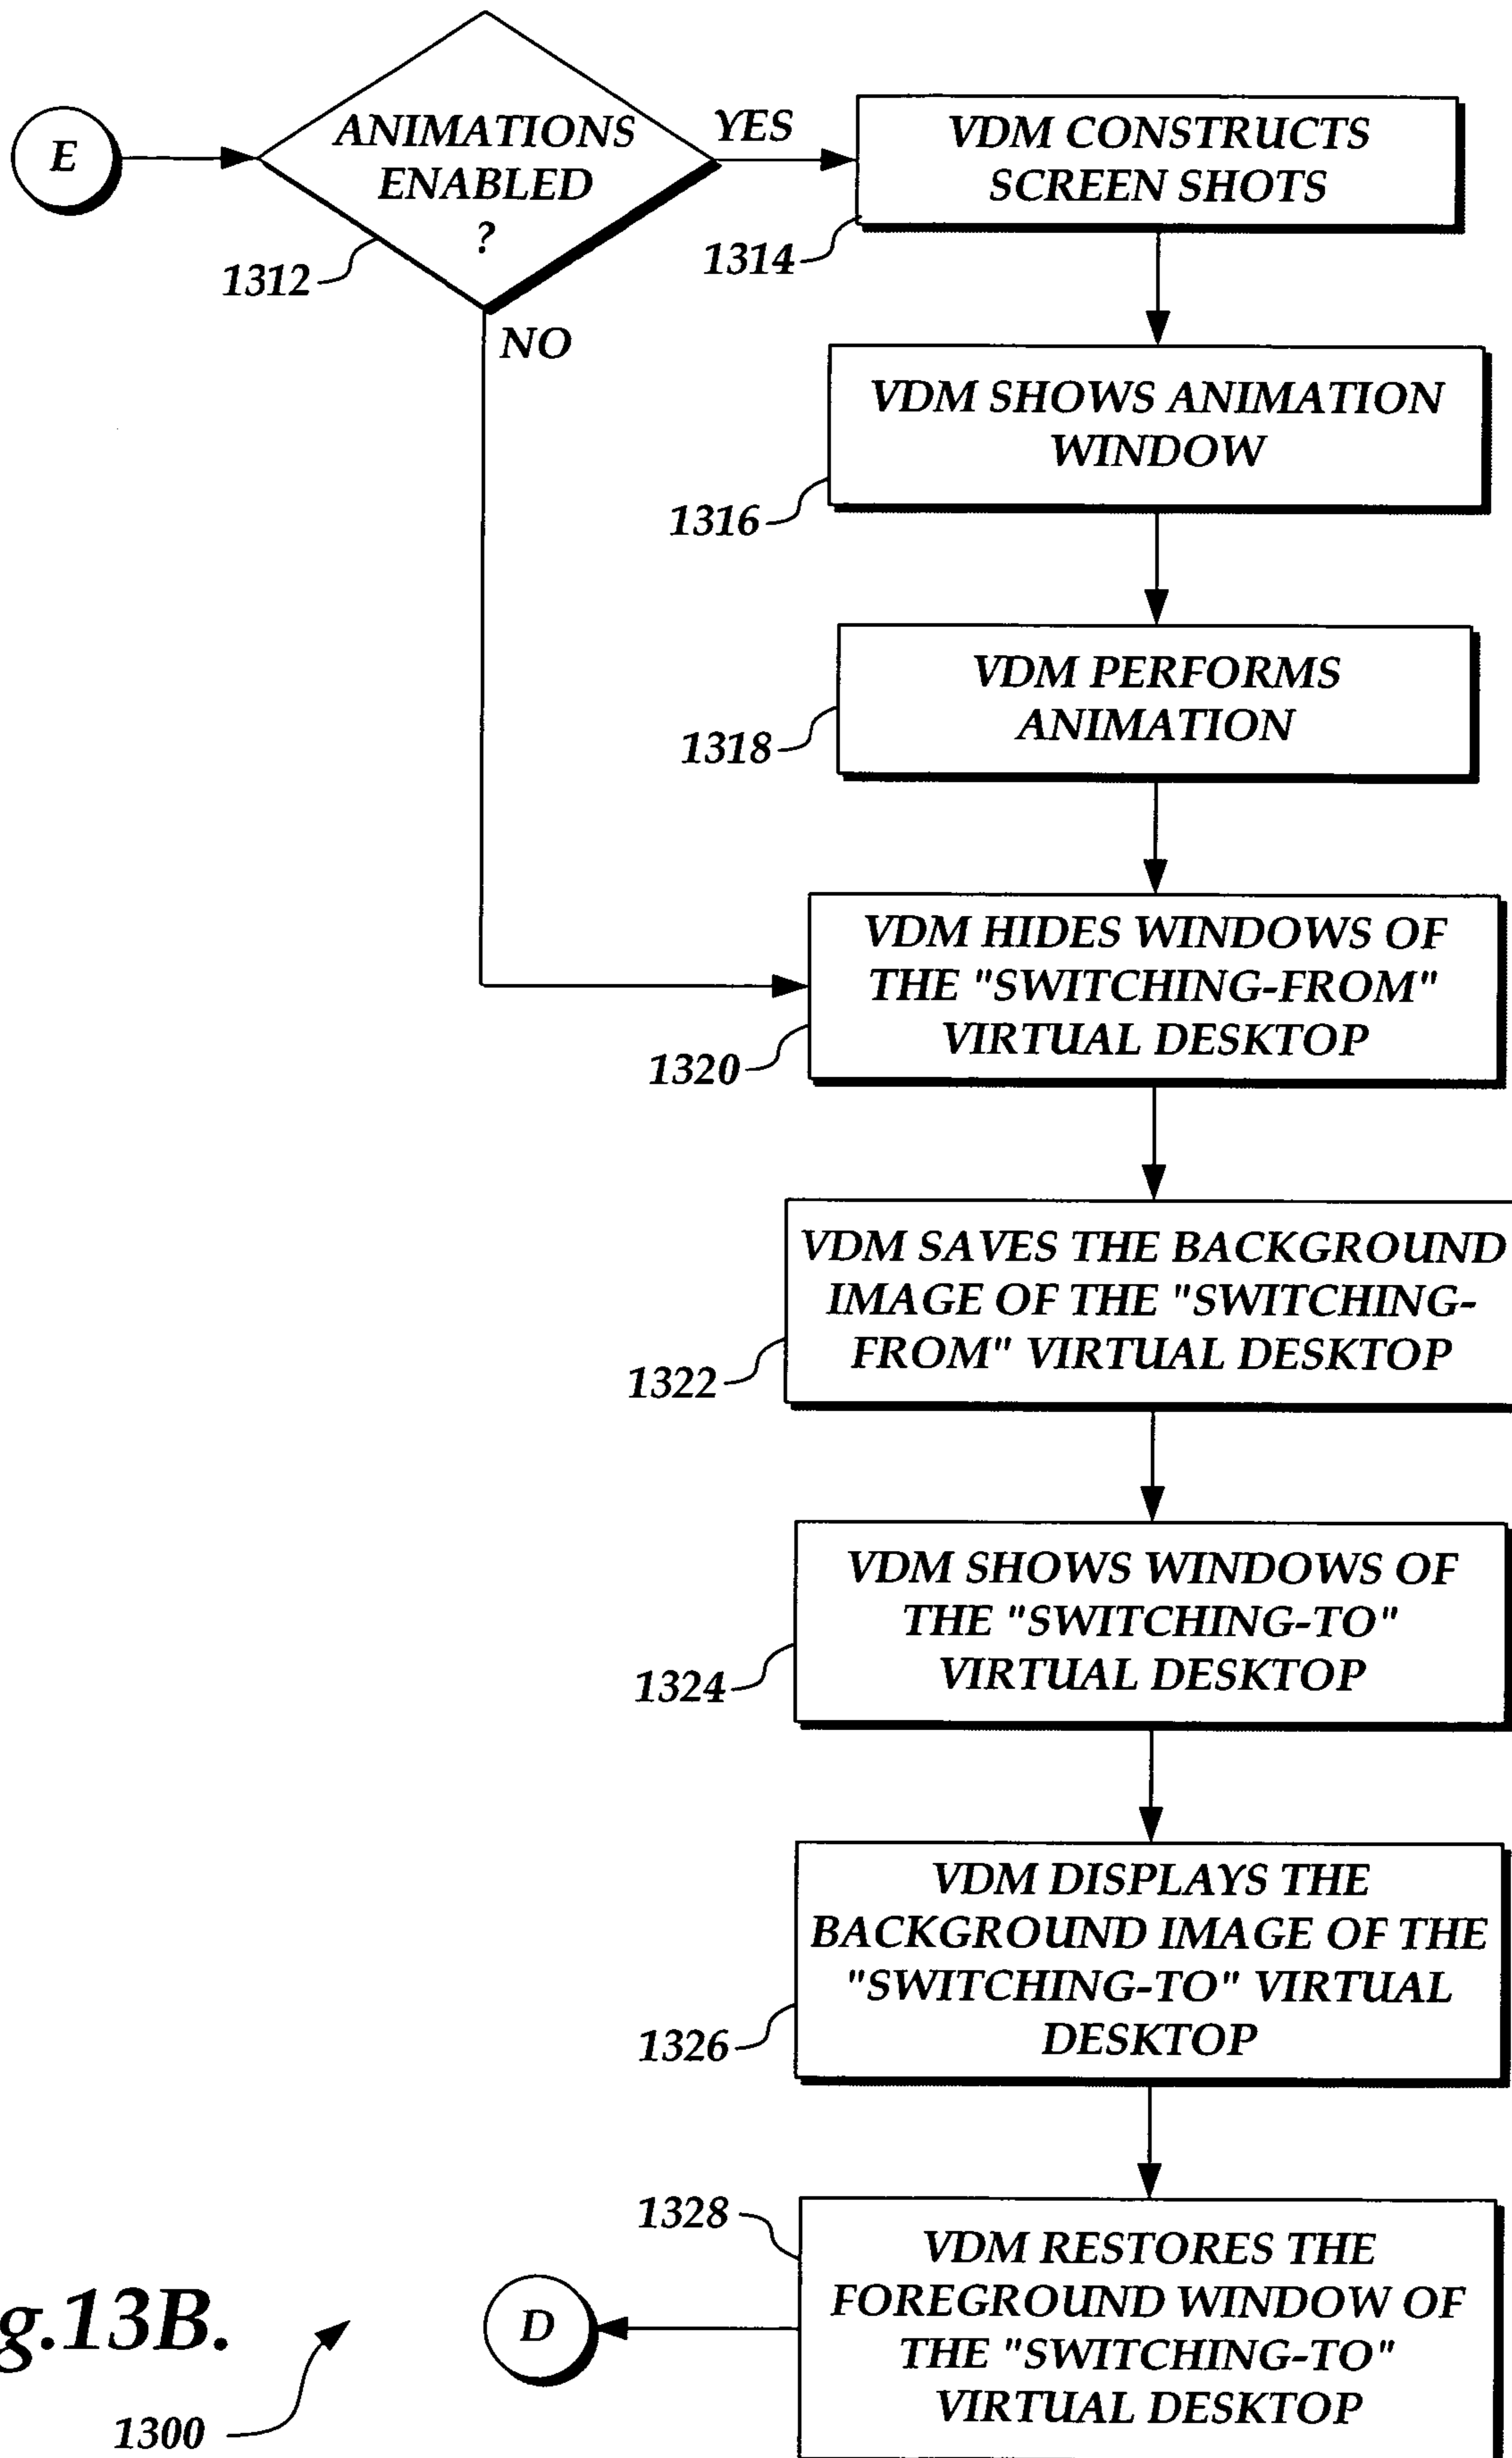 E
ANIMATIONS
ENABLED
?
1312
YES
NO
VDM CONSTRUCTS
SCREEN SHOTS
1314
VDM SHOWS ANIMATION
WINDOW
1316
VDM PERFORMS
ANIMATION
1318
VDM HIDES WINDOWS OF
THE "SWITCHING-FROM"
VIRTUAL DESKTOP
1320
VDM SAVES THE BACKGROUND
IMAGE OF THE "SWITCHING-
FROM" VIRTUAL DESKTOP
1322
VDM SHOWS WINDOWS OF
THE "SWITCHING-TO"
VIRTUAL DESKTOP
1324
VDM DISPLAYS THE
BACKGROUND IMAGE OF THE
"SWITCHING-TO" VIRTUAL
DESKTOP
1326
1328
VDM RESTORES THE
FOREGROUND WINDOW OF
THE "SWITCHING-TO"
VIRTUAL DESKTOP
D
g.13B.
1300